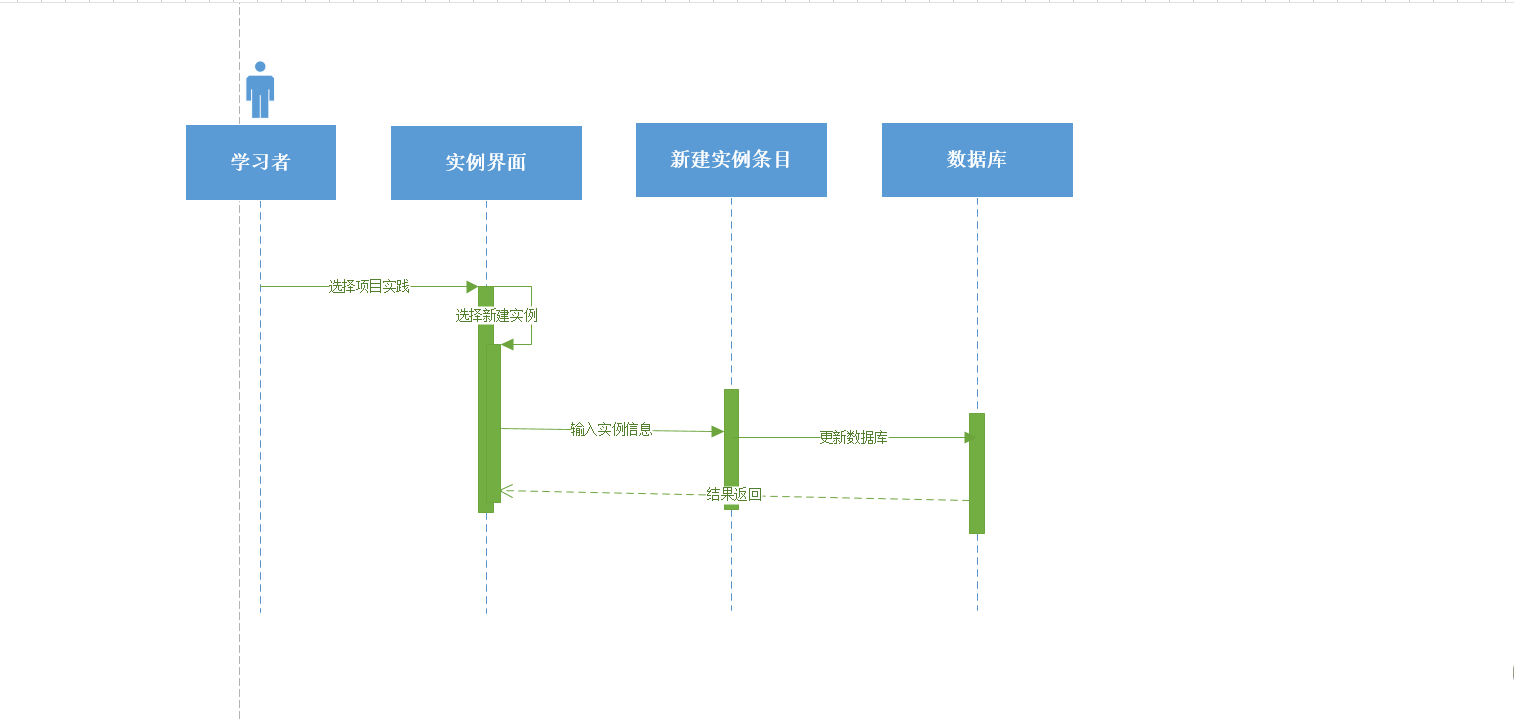 学习者
实例界面
新建实例条目
数据库
选择项目实践
选择新建实例
输入实例信息
更新数据库
结果返回